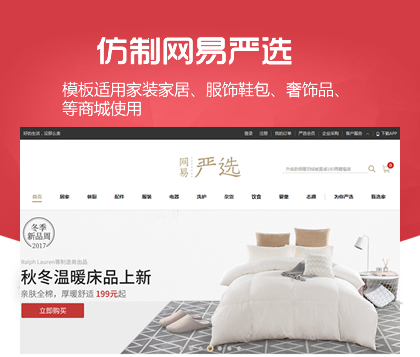 仿制网易严选
模板适用家装家居、服饰鞋包、奢饰品、
等商城使用
好的生活，没那么贵
登录 注册 我的订单 严选会员 企业采购 客户服务 下载APP
网易严选
0
首页 居家 餐厨 配件 服装 电器 洗护 杂货 饮食 婴童 志趣 为你严选 甄选家
冬季
新品周
2017
Ralph Lauren等制造商出品
秋冬温暖床品上新
亲肤全棉，厚暖舒适 199元起
立即购买